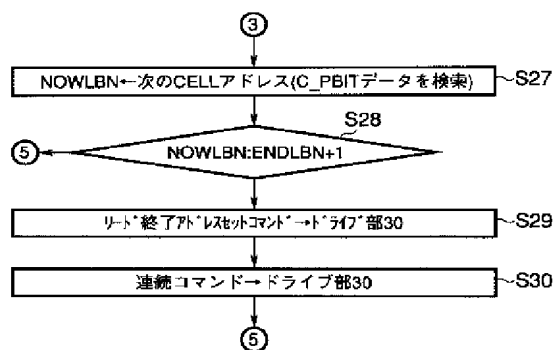 ③
NOWLBN←次のCELLアドレス(C_PBITデータを検索)
S27
S28
⑤
NOWLBN:ENDLBN+1
ﾘｰﾄﾞ終了ｱﾄﾞﾚｽｾｯﾄｺﾏﾝﾄﾞ→ﾄﾞﾗｲﾌﾞ部30
S29
連続コマンド→ドライブ部30
S30
⑤